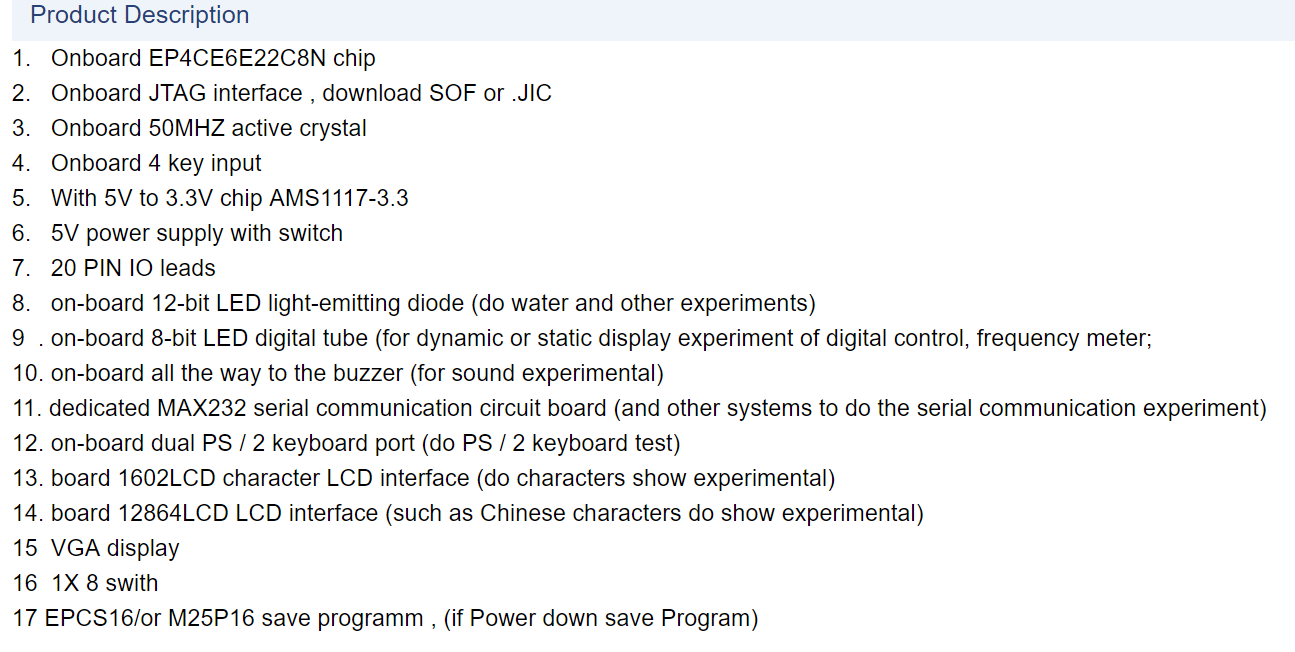 Product Description
1. Onboard EP4CE6E22C8N chip
2. Onboard JTAG interface , download SOF or .JIC
3. Onboard 50MHZ active crystal
4. Onboard 4 key input
5. With 5V to 3.3V chip AMS1117-3.3
6. 5V power supply with switch
7. 20 PIN IO leads
8. on-board 12-bit LED light-emitting diode (do water and other experiments)
9 . on-board 8-bit LED digital tube (for dynamic or static display experiment of digital control, frequency meter;
10. on-board all the way to the buzzer (for sound experimental)
11. dedicated MAX232 serial communication circuit board (and other systems to do the serial communication experiment)
12. on-board dual PS / 2 keyboard port (do PS / 2 keyboard test)
13. board 1602LCD character LCD interface (do characters show experimental)
14. board 12864LCD LCD interface (such as Chinese characters do show experimental)
15 VGA display
16 1X 8 swith
17 EPCS16/or M25P16 save programm , (if Power down save Program)